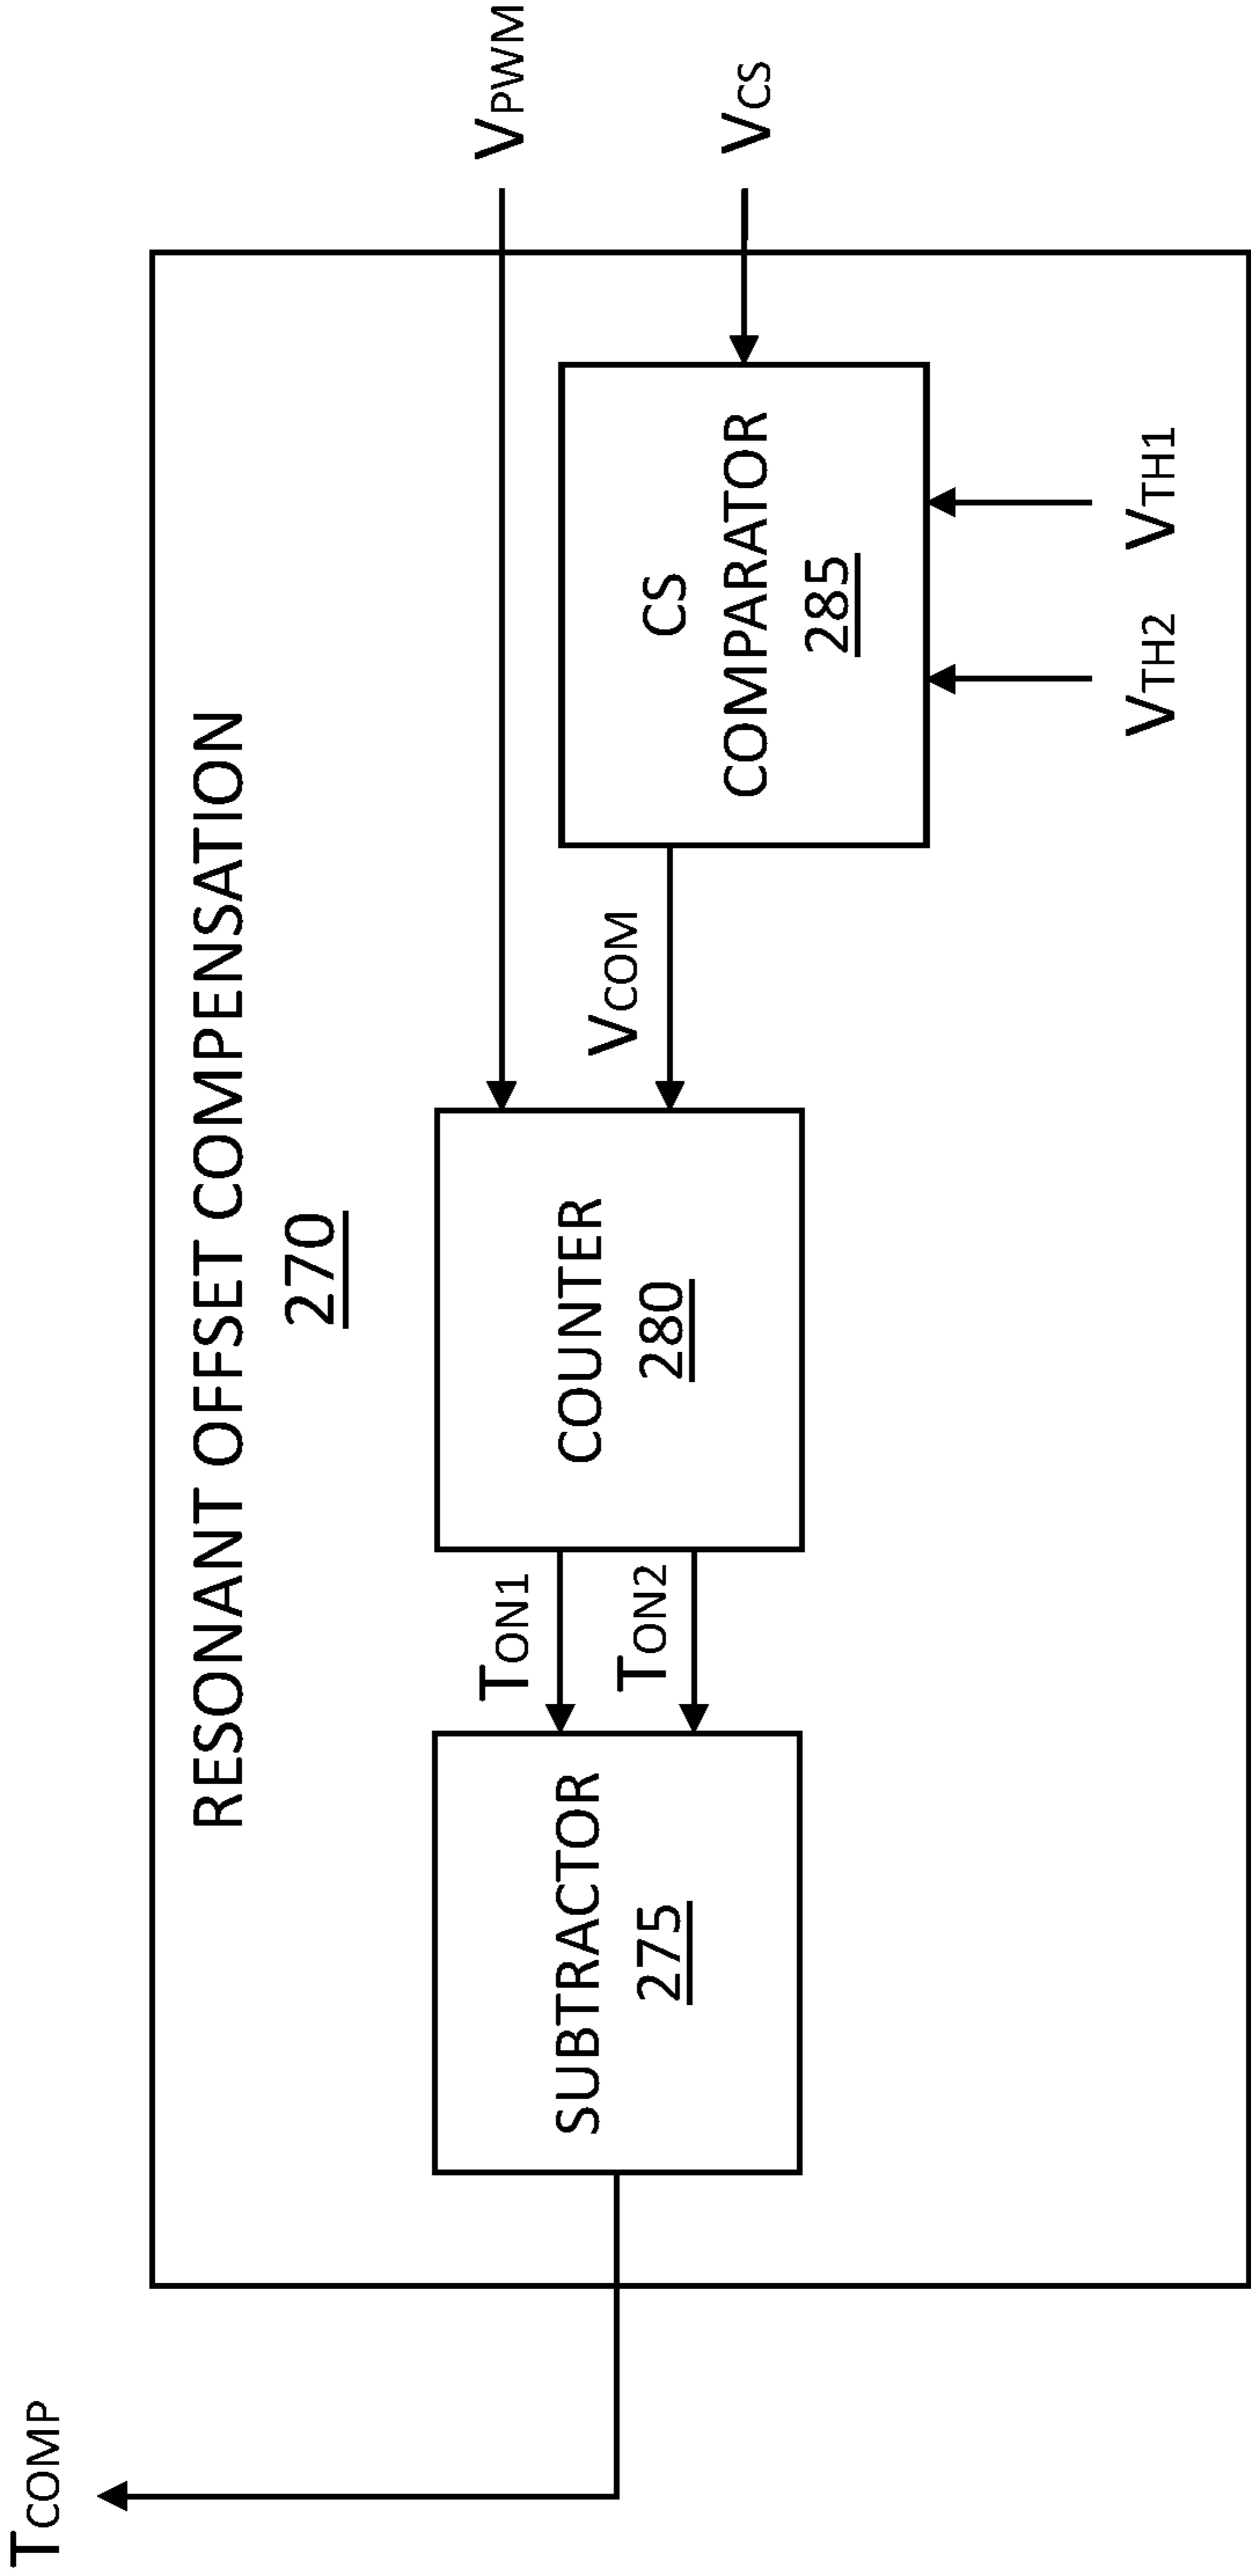 RESONANT OFFSET COMPENSATION
270
TCOMP
SUBTRACTOR
275
TON1
TON2
COUNTER
280
VCOM
CS
COMPARATOR
285
VPWM
VCS
VTH2
VTH1